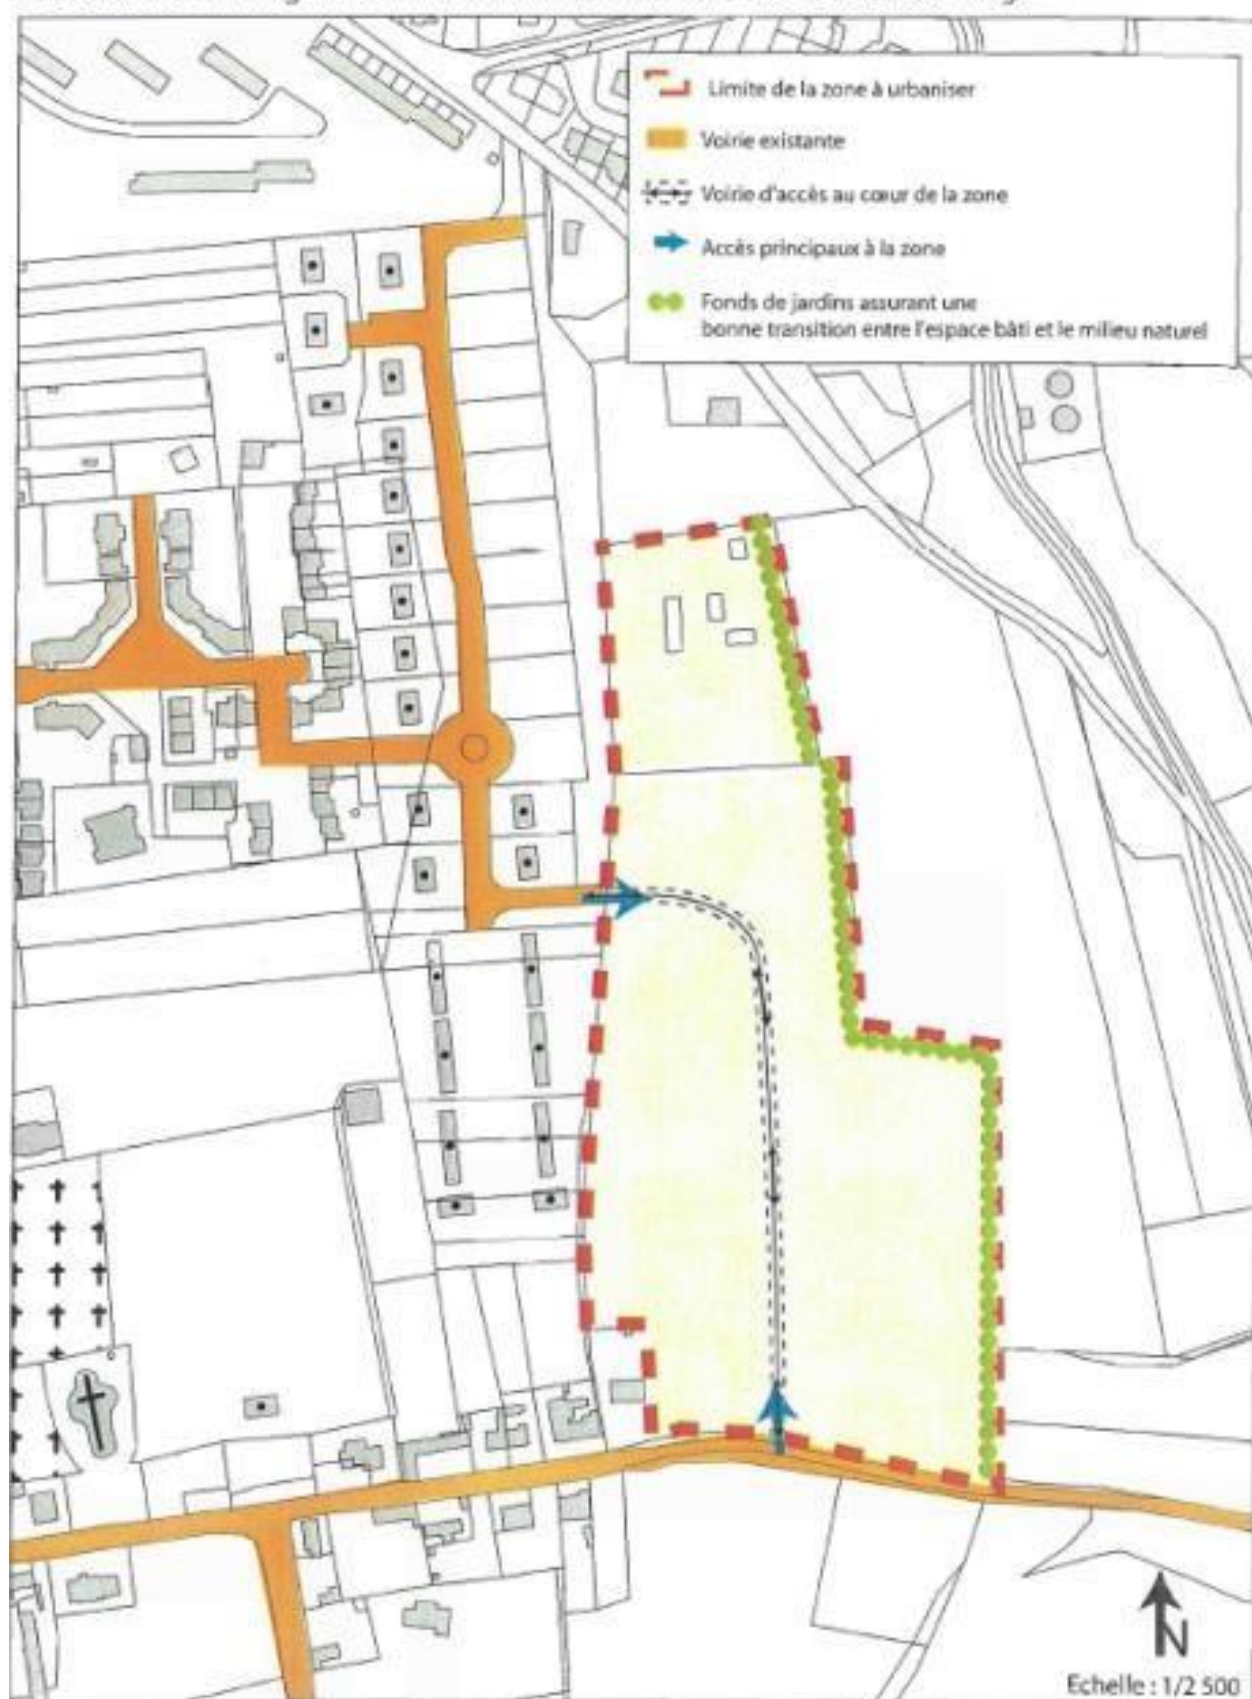 Limite de la zone à urbaniser
Voirie existante
Voirie d'accès au cœur de la zone
Accès principaux à la zone
Fonds de jardins assurant une
bonne transition entre l'espace bâti et le milieu naturel
N
Echelle : 1/2 500